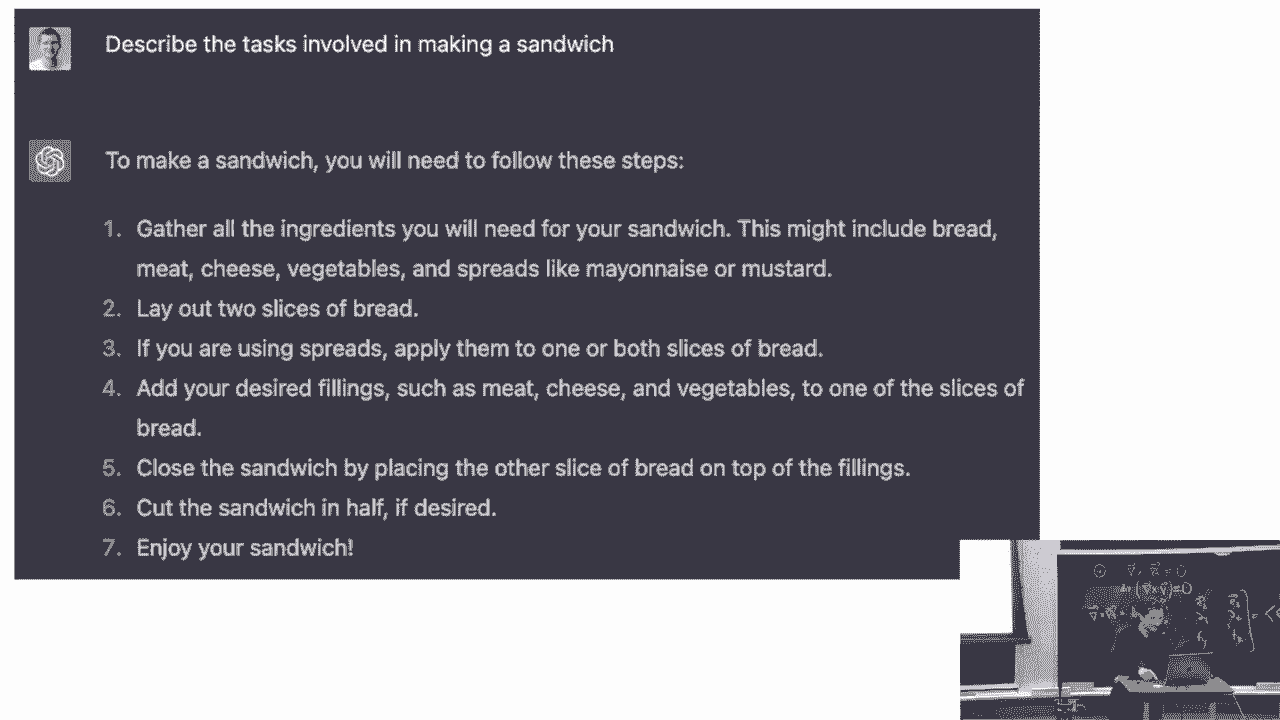 Describe the tasks involved in making a sandwich
To make a sandwich, you will need to follow these steps:
1. Gather all the ingredients you will need for your sandwich. This might include bread,
meat, cheese, vegetables, and spreads like mayonnaise or mustard.
2. Lay out two slices of bread.
3. If you are using spreads, apply them to one or both slices of bread.
4. Add your desired fillings, such as meat, cheese, and vegetables, to one of the slices of
bread.
5. Close the sandwich by placing the other slice of bread on top of the fillings.
6. Cut the sandwich in half, if desired.
7. Enjoy your sandwich!